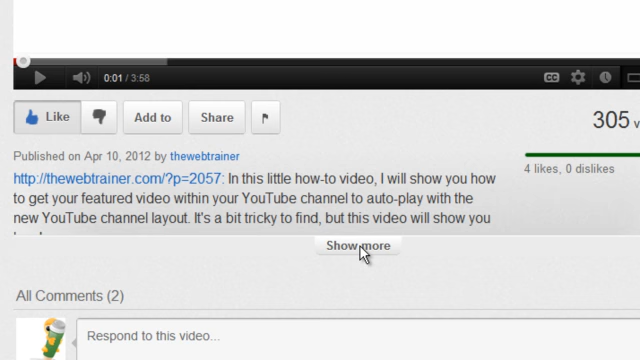 0:01 / 3:58
CC
Like
Add to
Share
305 v
Published on Apr 10, 2012 by thewebtrainer
http://thewebtrainer.com/?p=2057: In this little how-to video, I will show you how
to get your featured video within your YouTube channel to auto-play with the
new YouTube channel layout. It's a bit tricky to find, but this video will show you
4 likes, 0 dislikes
Show more
All Comments (2)
Respond to this video...